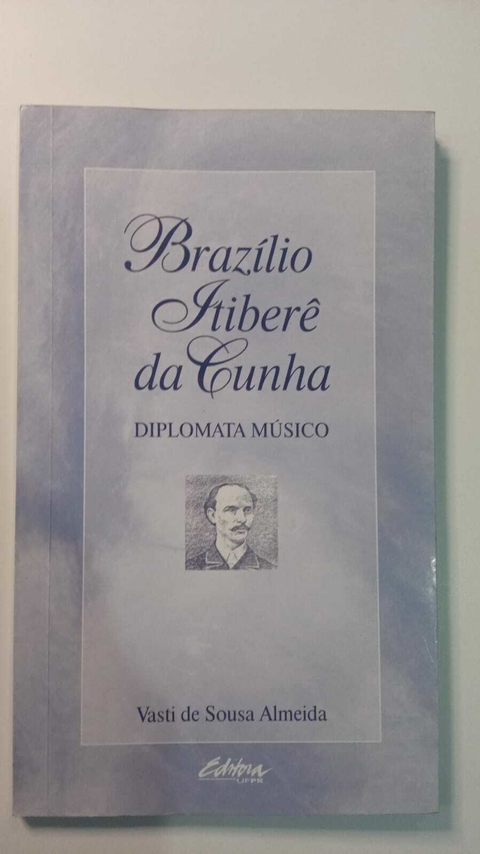 Brazílio
Itiberê
da Cunha
DIPLOMATA MÚSICO
Vasti de Sousa Almeida
Editora
UFPR